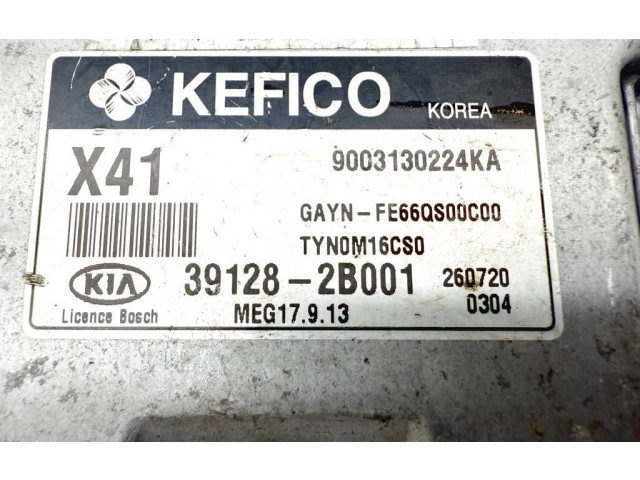 KEFICO KOREA
X41 9003130224KA
GAYN-FE66QS00C00
TYN0M16CS0
KIA 39128-2B001 260720
Licence Bosch MEG17.9.13 0304